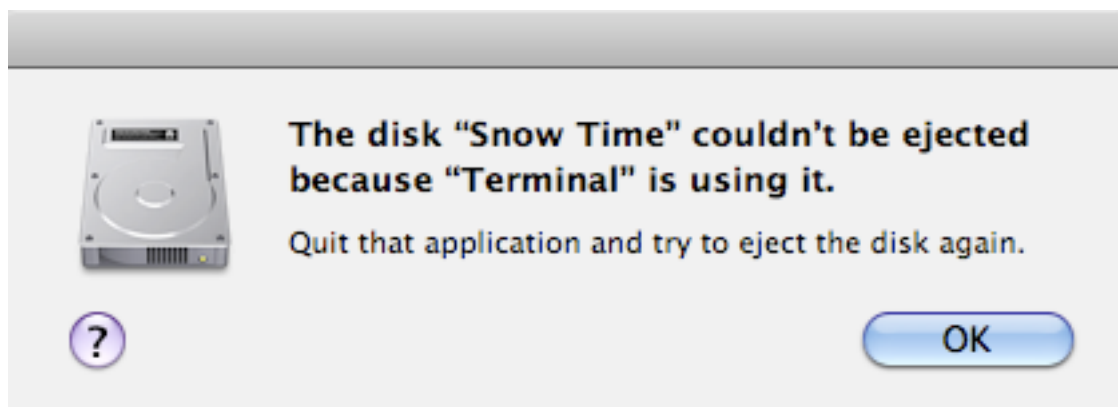 The disk “Snow Time” couldn’t be ejected
because “Terminal” is using it.
Quit that application and try to eject the disk again.
?
OK